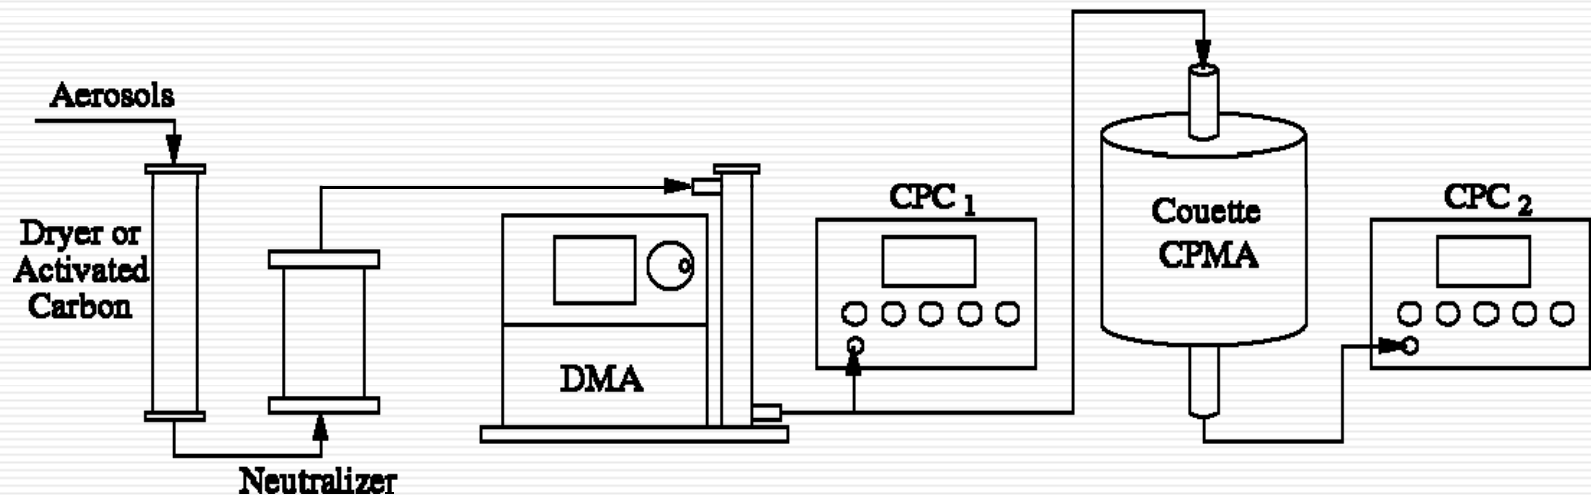 Aerosols
Dryer or
Activated
Carbon
Neutralizer
DMA
CPC 1
Couette
CPMA
CPC 2